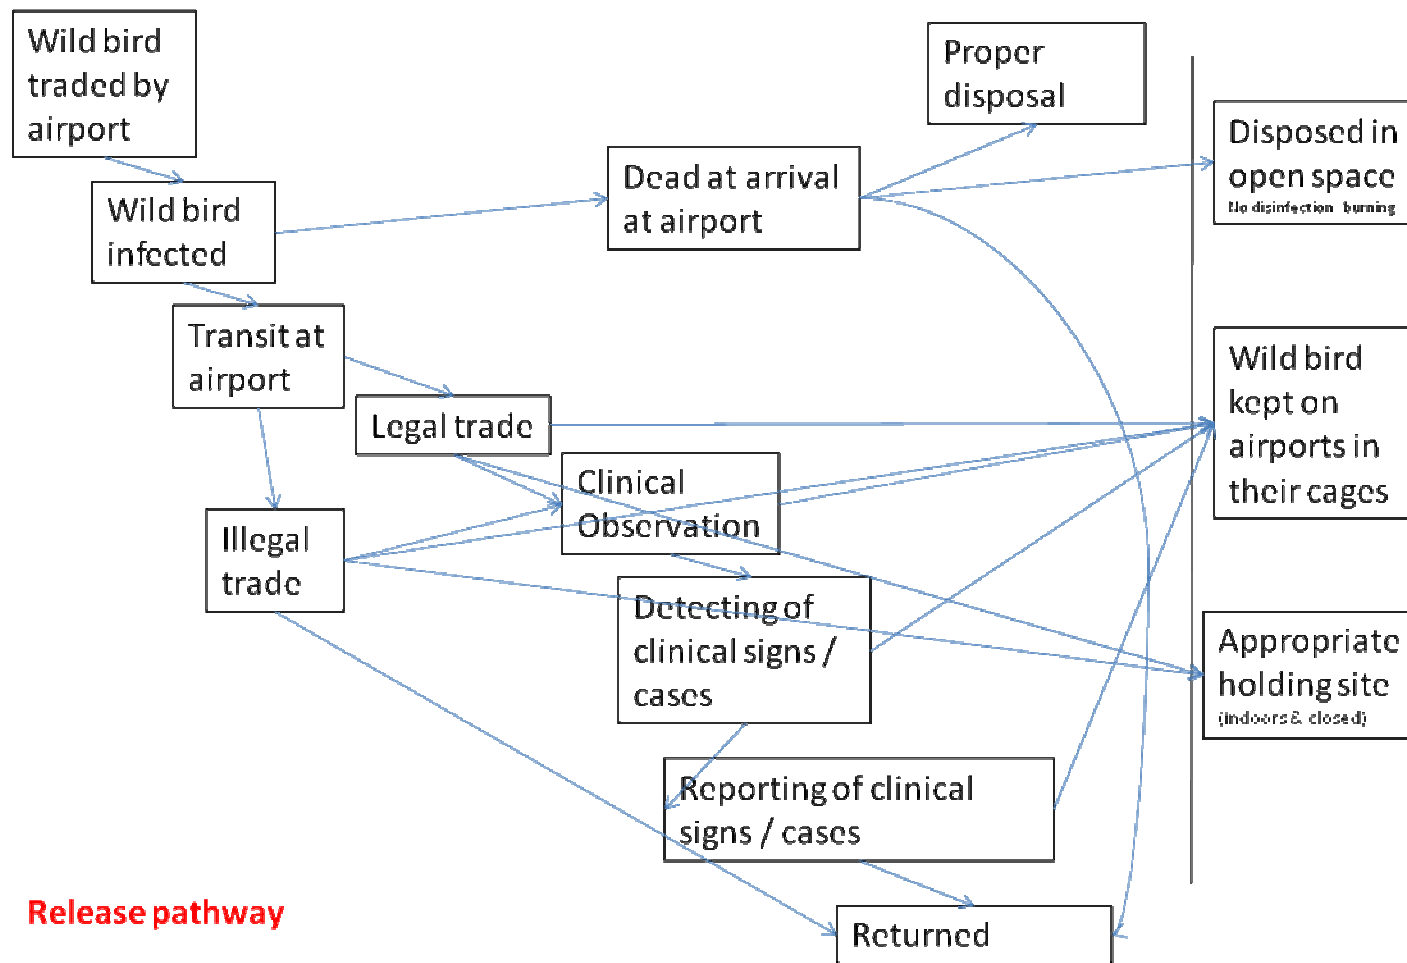 Wild bird
traded by
airport
Proper
disposal
Disposed in
open space
No disinfection burning
Dead at arrival
at airport
Wild bird
infected
Transit at
airport
Wild bird
kept on
airports in
their cages
Legal trade
Clinical
Observation
Illegal
trade
Detecting of
clinical signs /
cases
Appropriate
holding site
(indoors & closed)
Reporting of clinical
signs / cases
Release pathway
Returned